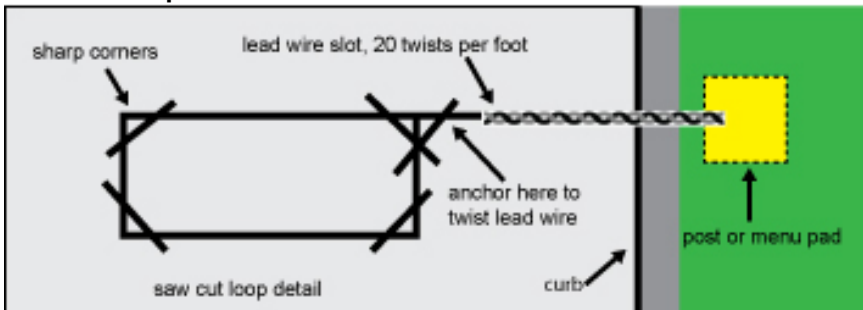 sharp corners
lead wire slot, 20 twists per foot
anchor here to
twist lead wire
post or menu pad
curb
saw cut loop detail